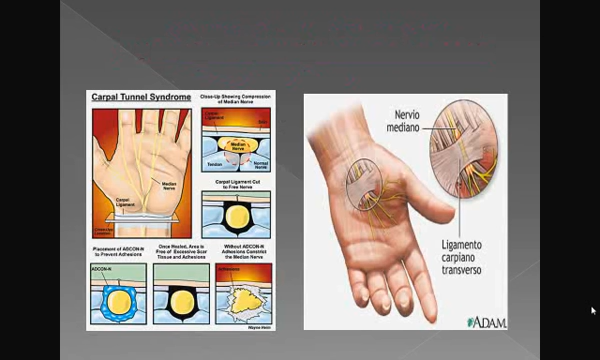 Carpal Tunnel Syndrome
Close-Up Showing Compression
of Median Nerve
Carpal
Ligament
Skin
Median
Nerve
Tendon
Normal
Nerve
Median
Nerve
Carpal
Ligament
Carpal Ligament Cut
to Free Nerve
Placement of ADCON-N
to Prevent Adhesions
ADCON-N
Once Healed, Area is
Free of Excessive Scar
Tissue and Adhesions
Without ADCON-N
Adhesions Constrict
the Median Nerve
Adhesions
Nervio
mediano
Ligamento
carpiano
transverso
ADAM.